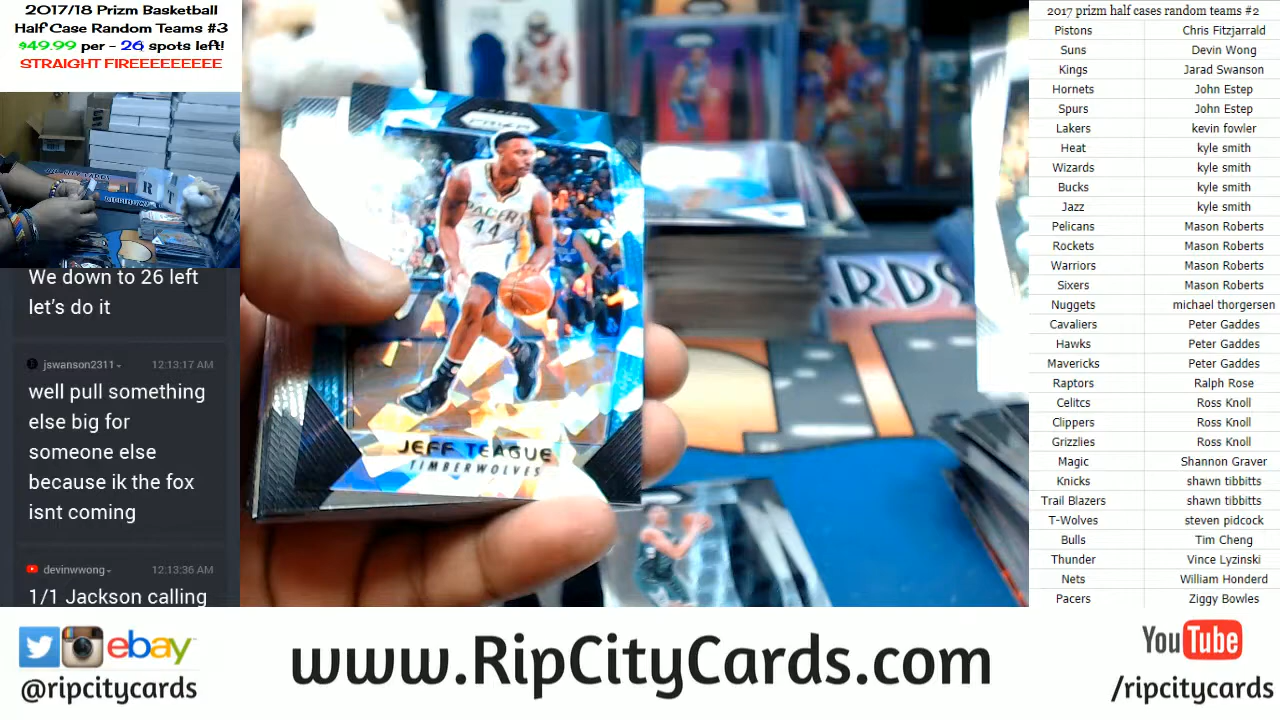 2017/18 Prizm Basketball
Half Case Random Teams #3
$49.99 per - 26 spots left!
STRAIGHT FIREEEEEEEEE
We down to 26 left
let's do it
jswanson2311
12:13:17 AM
well pull something
else big for
someone else
because ik the fox
isnt coming
devinwwong
12:13:36 AM
1/1 Jackson calling
PRIZM
PACERS
44
JEFF TEAGUE
TIMBERWOLVES
RDS
R T
2017 prizm half cases random teams #2
Pistons Chris Fitzjarrald
Suns Devin Wong
Kings Jarad Swanson
Hornets John Estep
Spurs John Estep
Lakers kevin fowler
Heat kyle smith
Wizards kyle smith
Bucks kyle smith
Jazz kyle smith
Pelicans Mason Roberts
Rockets Mason Roberts
Warriors Mason Roberts
Sixers Mason Roberts
Nuggets michael thorgersen
Cavaliers Peter Gaddes
Hawks Peter Gaddes
Mavericks Peter Gaddes
Raptors Ralph Rose
Celitcs Ross Knoll
Clippers Ross Knoll
Grizzlies Ross Knoll
Magic Shannon Graver
Knicks shawn tibbitts
Trail Blazers shawn tibbitts
T-Wolves steven pidcock
Bulls Tim Cheng
Thunder Vince Lyzinski
Nets William Honderd
Pacers Ziggy Bowles
ebay
@ripcitycards
www.RipCityCards.com
YouTube
/ripcitycards